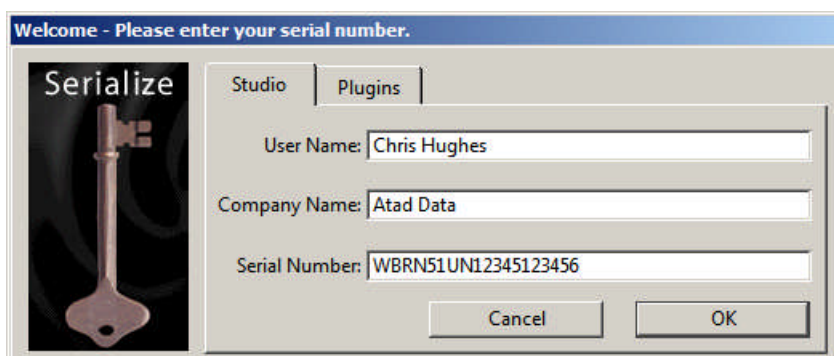 Welcome - Please enter your serial number.
Serialize
Studio Plugins
User Name: Chris Hughes
Company Name: Atad Data
Serial Number: WBRN51UN12345123456
Cancel OK